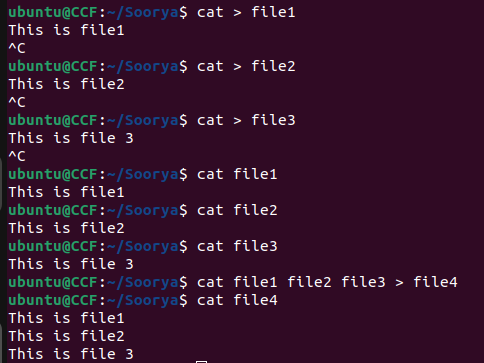 ubuntu@CCF:~/Soorya$ cat > file1
This is file1
^C
ubuntu@CCF:~/Soorya$ cat > file2
This is file2
^C
ubuntu@CCF:~/Soorya$ cat > file3
This is file 3
^C
ubuntu@CCF:~/Soorya$ cat file1
This is file1
ubuntu@CCF:~/Soorya$ cat file2
This is file2
ubuntu@CCF:~/Soorya$ cat file3
This is file 3
ubuntu@CCF:~/Soorya$ cat file1 file2 file3 > file4
ubuntu@CCF:~/Soorya$ cat file4
This is file1
This is file2
This is file 3